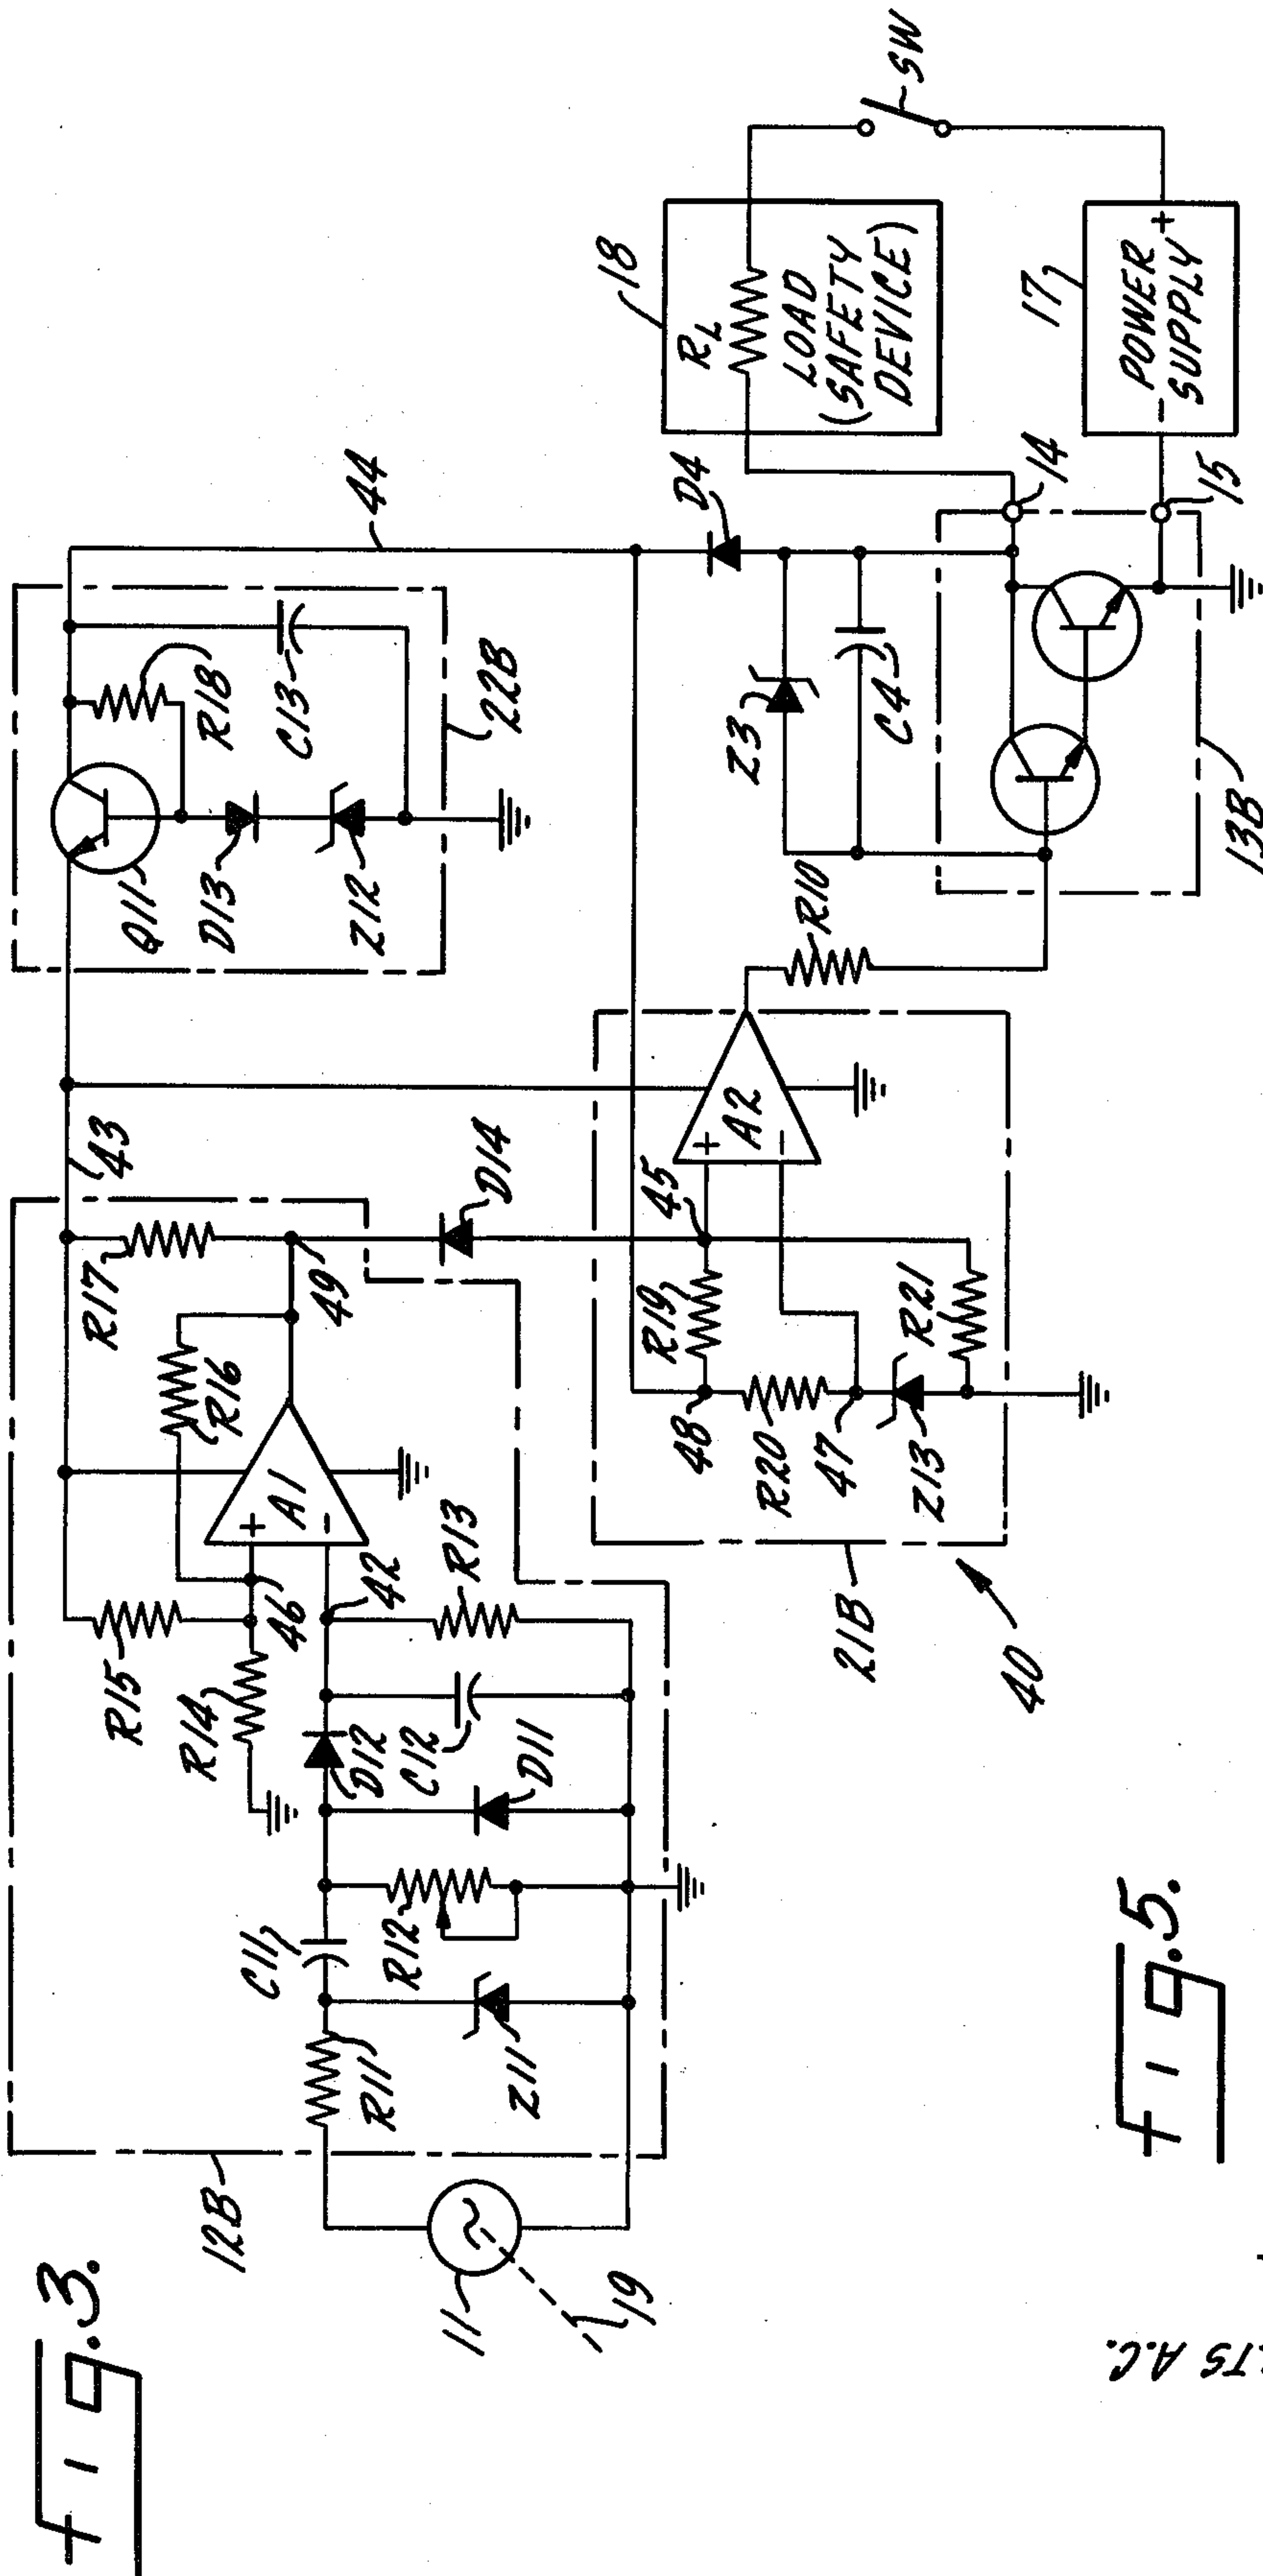 Fig. 3.
12B
11
19
R11
Z11
C11
R12
D11
D12
C12
R13
42
R14
R15
46
+
A1
-
R16
R17
49
43
D14
Q11
D13
Z12
R18
C13
22B
44
40
21B
48
R19
R20
47
Z13
R21
45
+
A2
-
R10
Z3
C4
D4
13B
14
15
18
RL
LOAD
(SAFETY
DEVICE)
SW
17
- +
POWER
SUPPLY
Fig. 5.